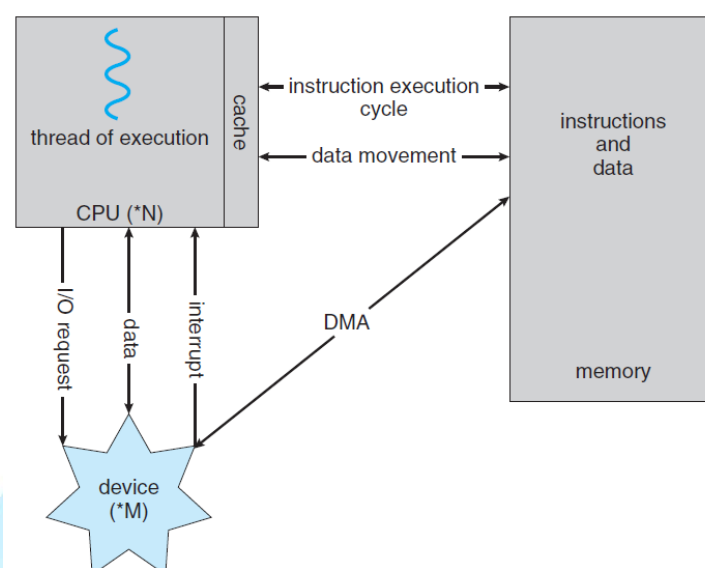 thread of execution
cache
CPU (*N)
instruction execution
cycle
data movement
instructions
and
data
memory
I/O request
data
interrupt
DMA
device
(*M)